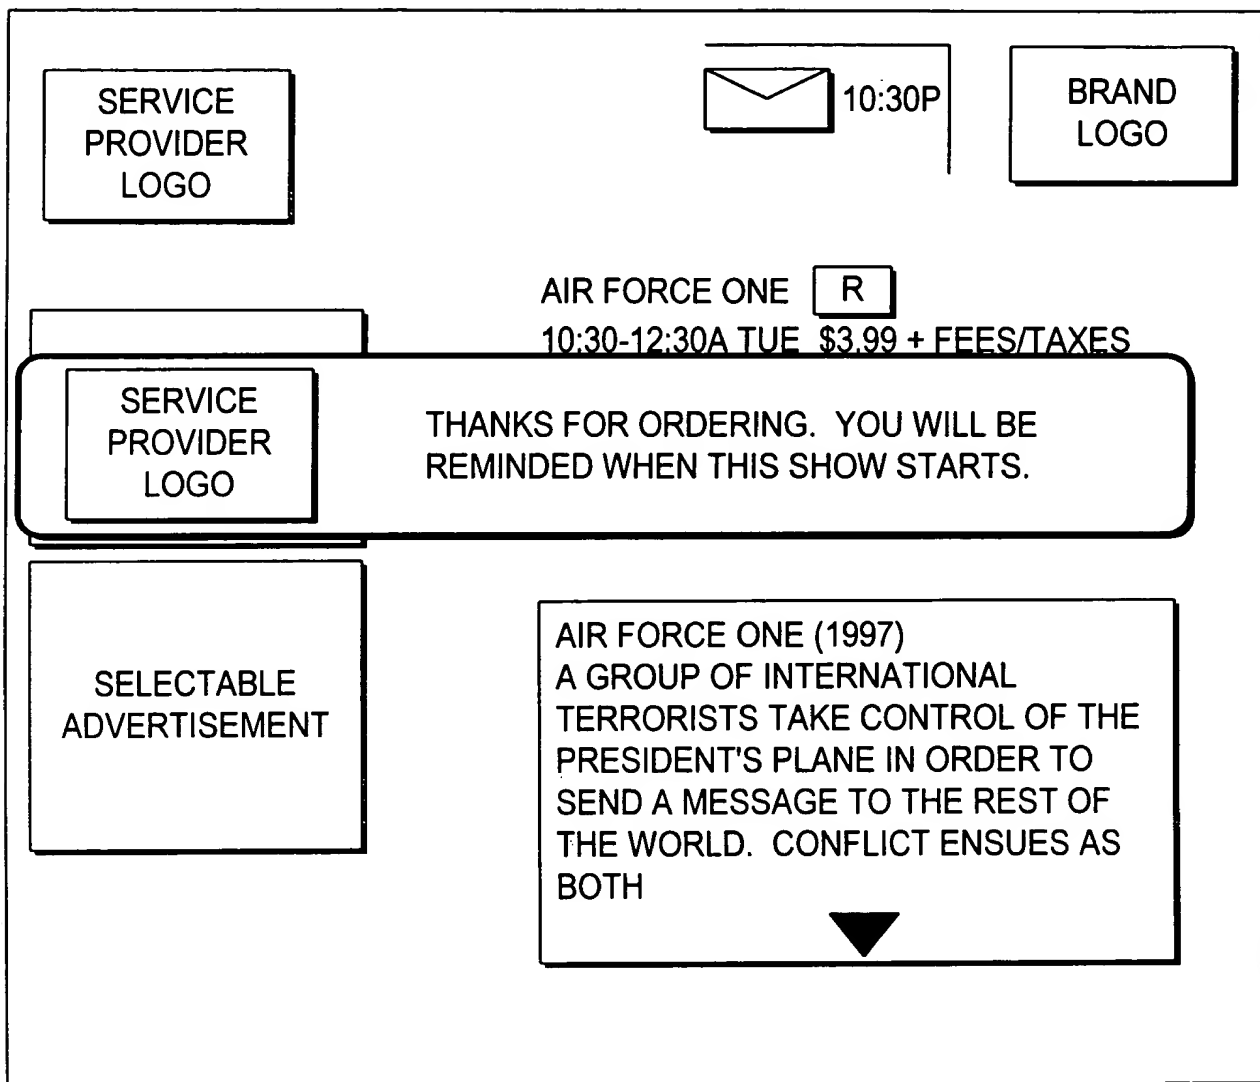 SERVICE
PROVIDER
LOGO
10:30P
BRAND
LOGO
AIR FORCE ONE R
10:30-12:30A TUE $3.99 + FEES/TAXES
SERVICE
PROVIDER
LOGO
THANKS FOR ORDERING. YOU WILL BE
REMINDED WHEN THIS SHOW STARTS.
SELECTABLE
ADVERTISEMENT
AIR FORCE ONE (1997)
A GROUP OF INTERNATIONAL
TERRORISTS TAKE CONTROL OF THE
PRESIDENT'S PLANE IN ORDER TO
SEND A MESSAGE TO THE REST OF
THE WORLD. CONFLICT ENSUES AS
BOTH